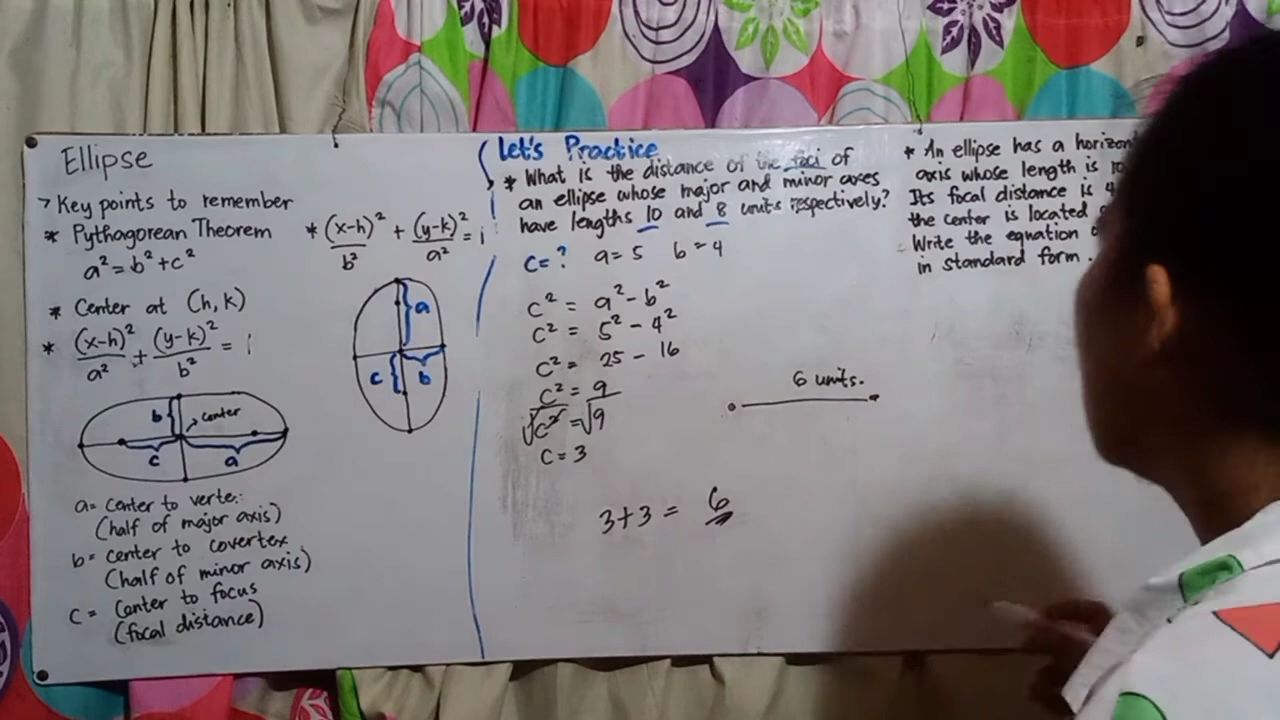 Ellipse
> Key points to remember
* Pythagorean Theorem
a² = b² + c²
* Center at (h, k)
* (x-h)²/a² + (y-k)²/b² = 1
b
center
c
a
a = center to verte
(half of major axis)
b = center to covertex
(half of minor axis)
c = center to focus
(focal distance)
* (x-h)²/b² + (y-k)²/a² = 1
a
c
b
Let's Practice
* What is the distance of the foci of
an ellipse whose major and minor axes
have lengths 10 and 8 units respectively?
c = ? a = 5 b = 4
c² = a² - b²
c² = 5² - 4²
c² = 25 - 16
c² = 9
√c² = √9
c = 3
3 + 3 = 6
6 units.
* An ellipse has a horizon
axis whose length is 10
Its focal distance is 4
the center is located
Write the equation
in standard form.